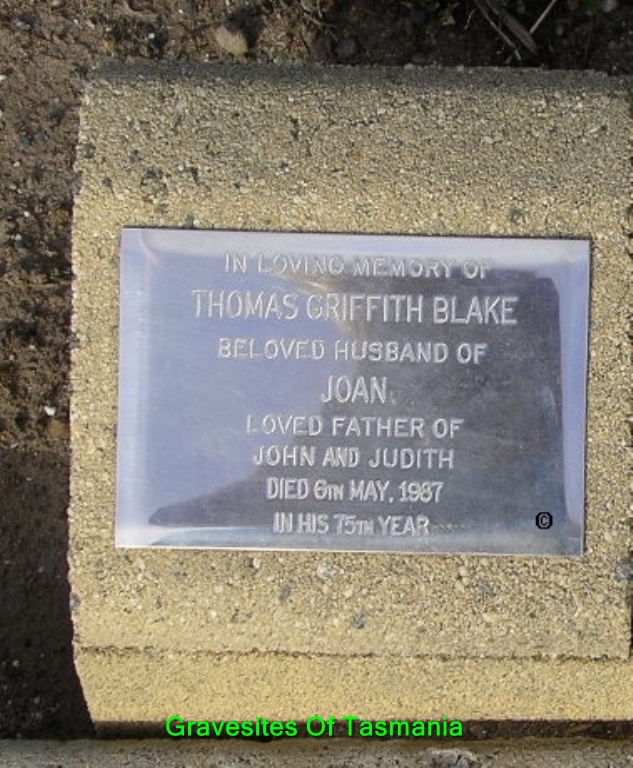 IN LOVING MEMORY OF
THOMAS GRIFFITH BLAKE
BELOVED HUSBAND OF
JOAN.
LOVED FATHER OF
JOHN AND JUDITH
DIED 6TH MAY, 1987
IN HIS 75TH YEAR
©
Gravesites Of Tasmania